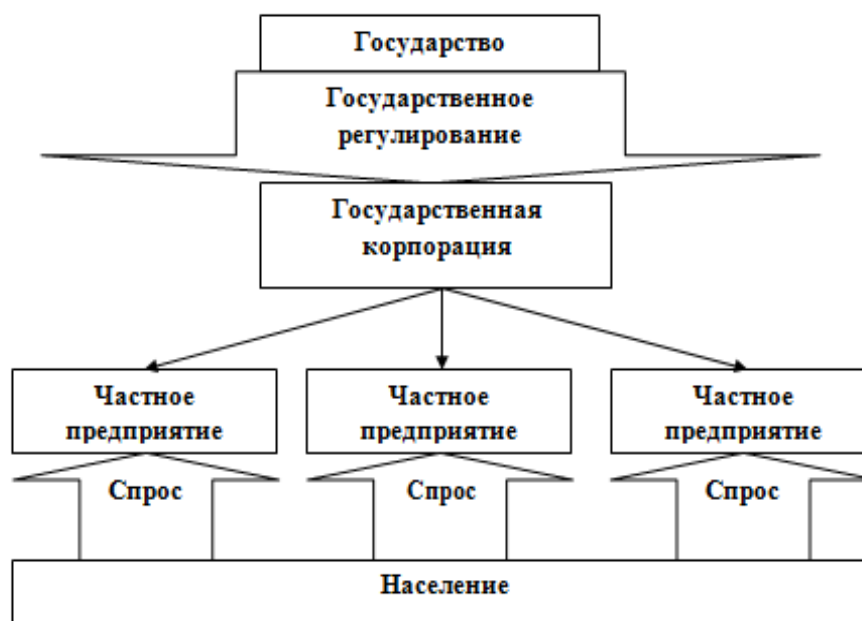 Государство
Государственное
регулирование
Государственная
корпорация
Частное
предприятие
Частное
предприятие
Частное
предприятие
Спрос
Спрос
Спрос
Население